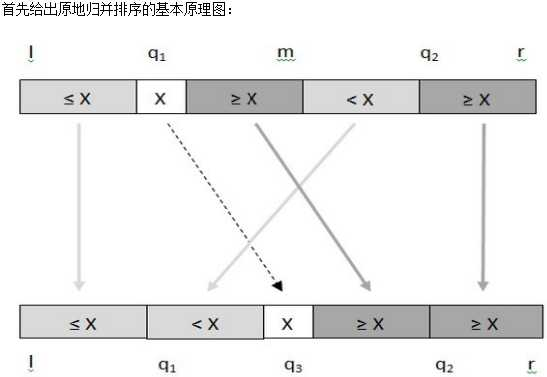 首先给出原地归并排序的基本原理图：
l q₁ m q₂ r
≤ X X ≥ X < X ≥ X
≤ X < X X ≥ X ≥ X
l q₁ q₃ q₂ r